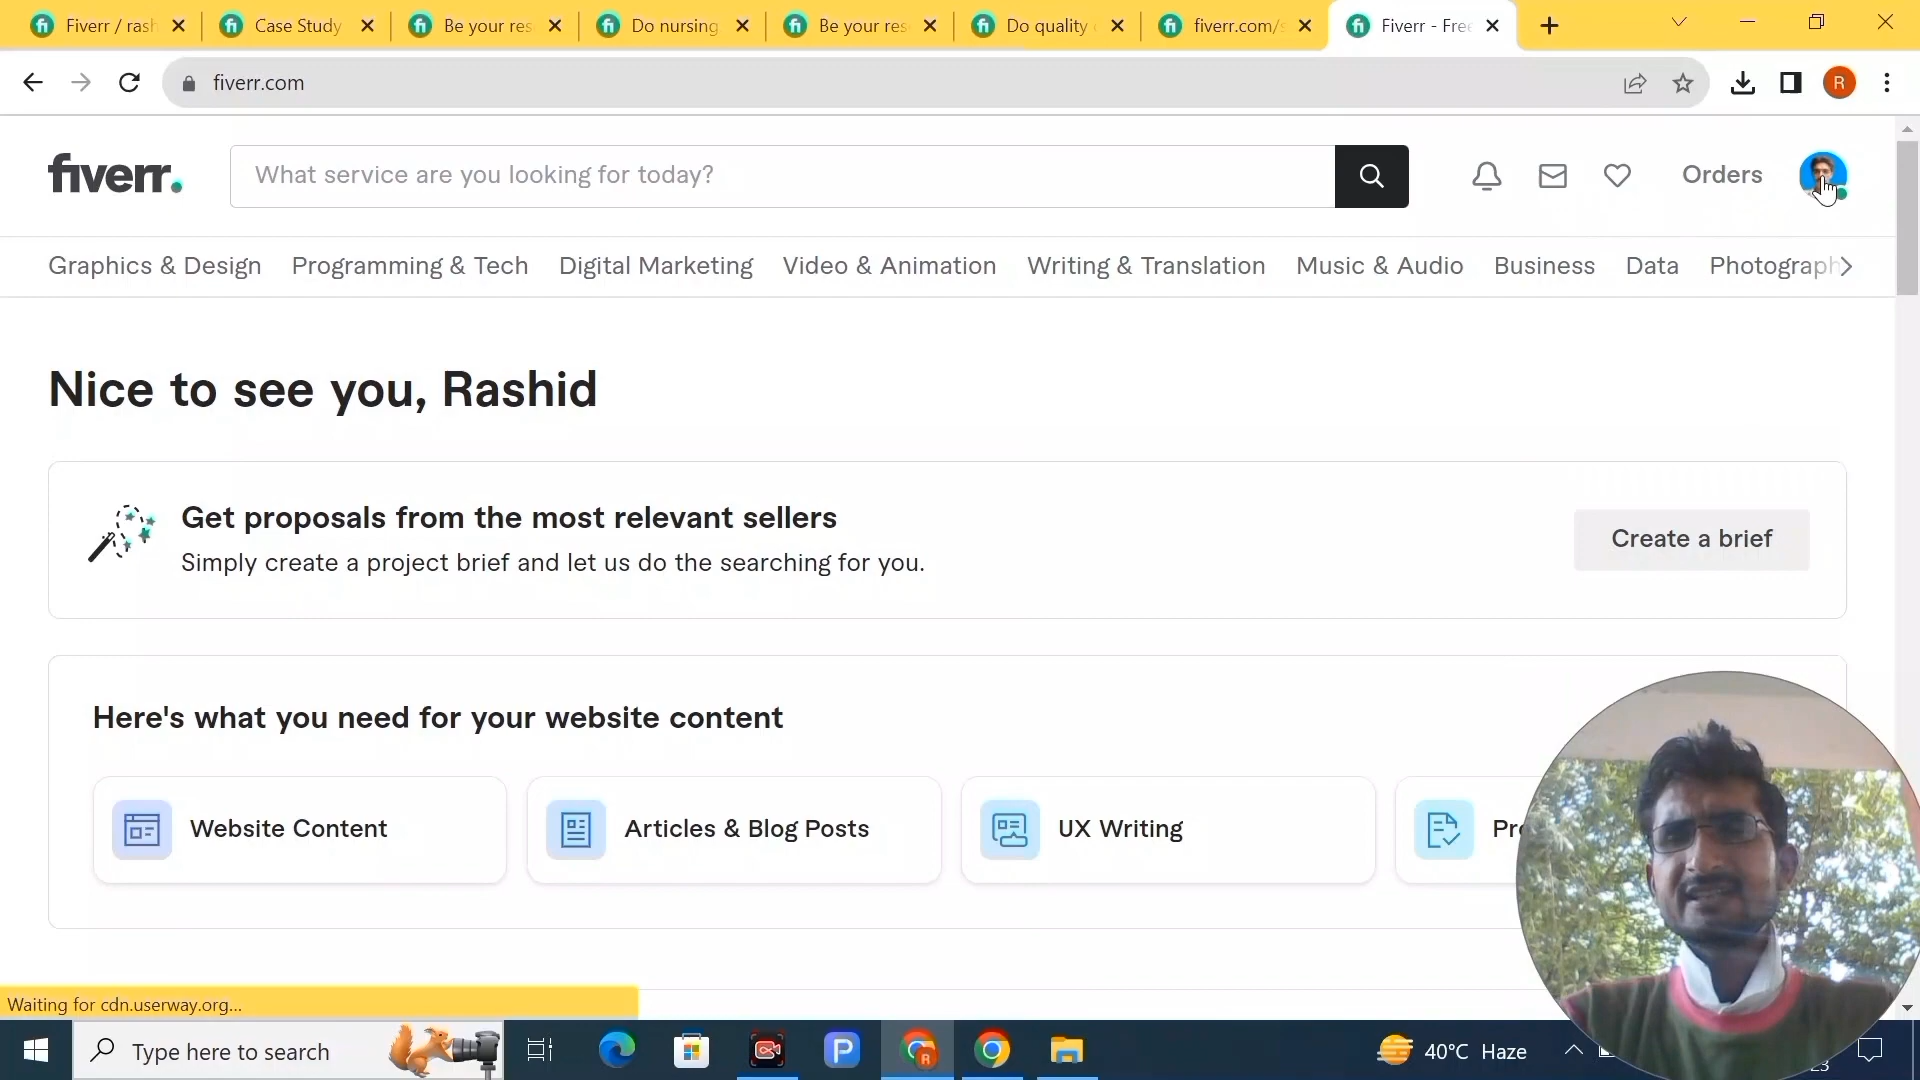 Fiverr / rash
Case Study
Be your res
Do nursing
Be your res
Do quality
fiverr.com/s
Fiverr - Free
fiverr.com
R
fiverr.
What service are you looking for today?
Orders
Graphics & Design
Programming & Tech
Digital Marketing
Video & Animation
Writing & Translation
Music & Audio
Business
Data
Photograph
Nice to see you, Rashid
Get proposals from the most relevant sellers
Simply create a project brief and let us do the searching for you.
Create a brief
Here's what you need for your website content
Website Content
Articles & Blog Posts
UX Writing
Waiting for cdn.userway.org...
Type here to search
40°C Haze